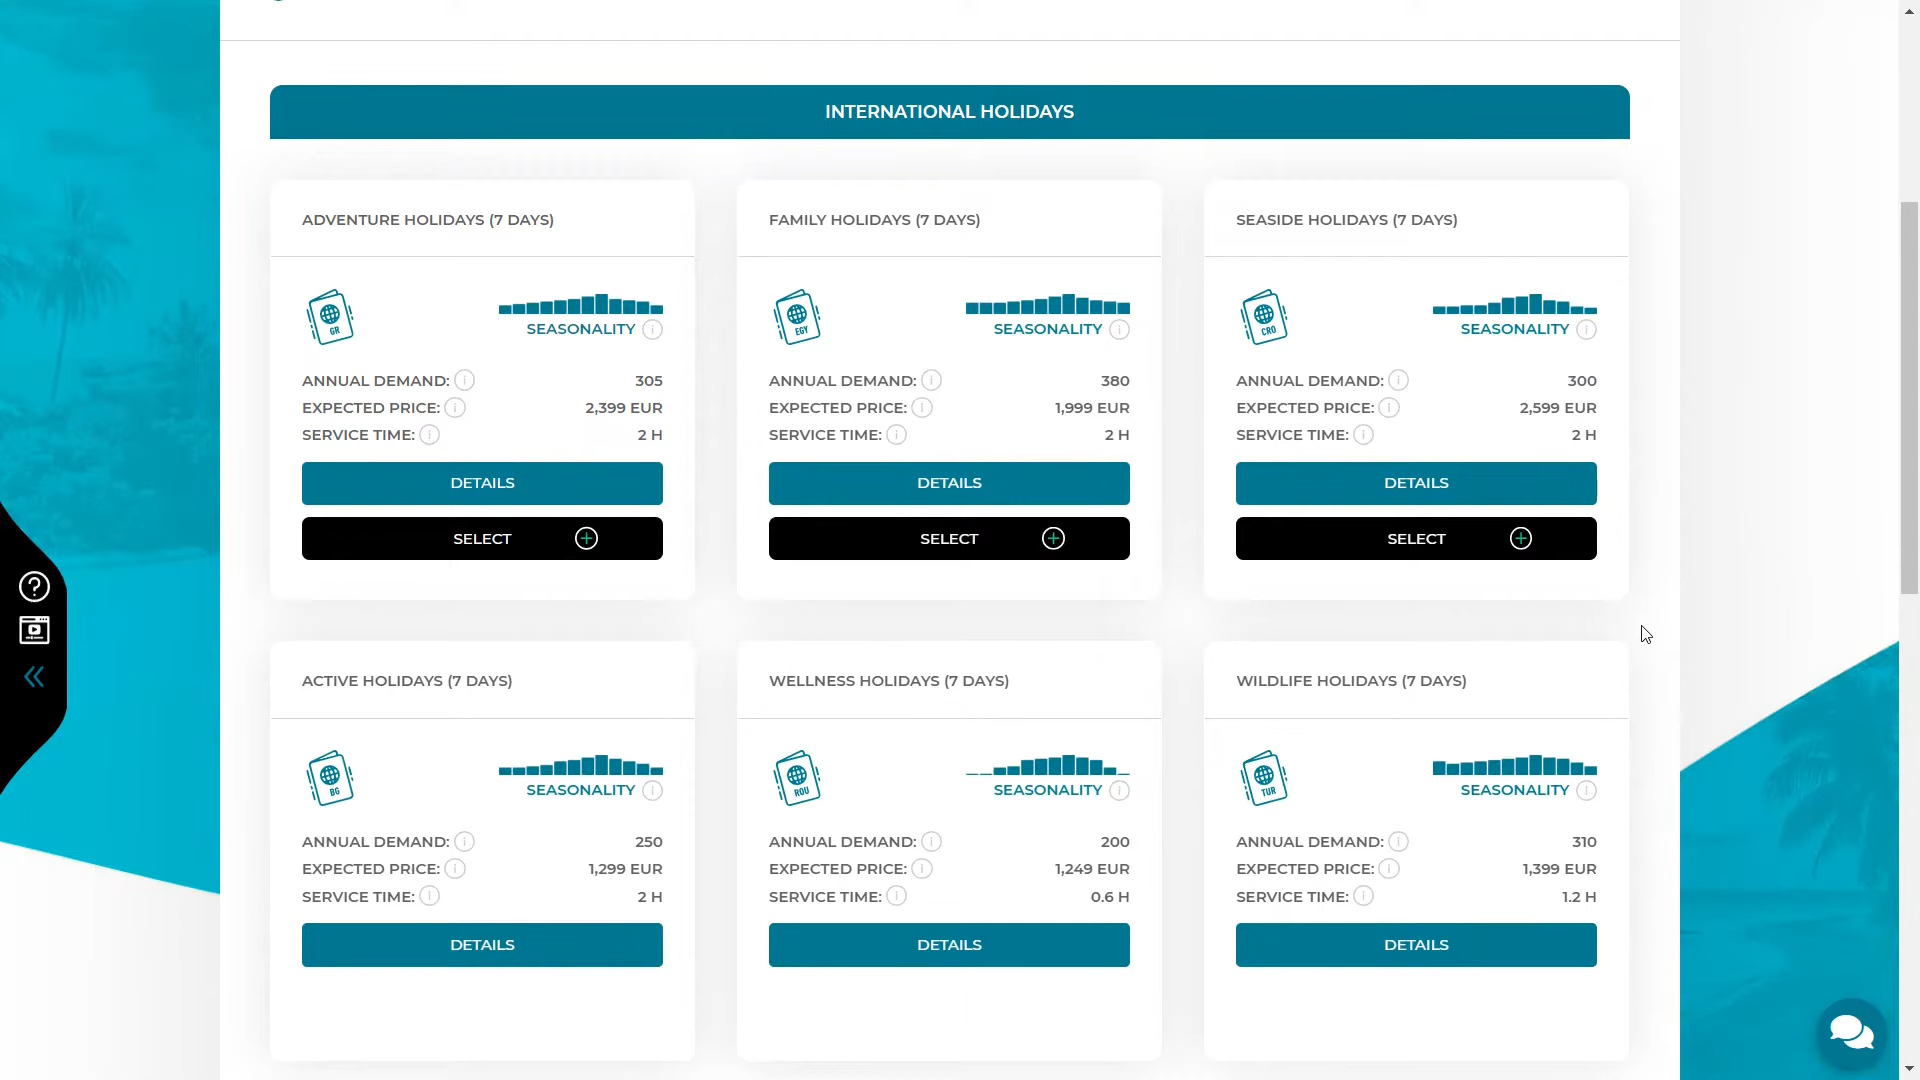 INTERNATIONAL HOLIDAYS
ADVENTURE HOLIDAYS (7 DAYS)
GR
SEASONALITY i
ANNUAL DEMAND: i 305
EXPECTED PRICE: i 2,399 EUR
SERVICE TIME: i 2 H
DETAILS
SELECT
FAMILY HOLIDAYS (7 DAYS)
EGY
SEASONALITY i
ANNUAL DEMAND: i 380
EXPECTED PRICE: i 1,999 EUR
SERVICE TIME: i 2 H
DETAILS
SELECT
SEASIDE HOLIDAYS (7 DAYS)
CRO
SEASONALITY i
ANNUAL DEMAND: i 300
EXPECTED PRICE: i 2,599 EUR
SERVICE TIME: i 2 H
DETAILS
SELECT
ACTIVE HOLIDAYS (7 DAYS)
BG
SEASONALITY i
ANNUAL DEMAND: i 250
EXPECTED PRICE: i 1,299 EUR
SERVICE TIME: i 2 H
DETAILS
WELLNESS HOLIDAYS (7 DAYS)
ROU
SEASONALITY i
ANNUAL DEMAND: i 200
EXPECTED PRICE: i 1,249 EUR
SERVICE TIME: i 0.6 H
DETAILS
WILDLIFE HOLIDAYS (7 DAYS)
TUR
SEASONALITY i
ANNUAL DEMAND: i 310
EXPECTED PRICE: i 1,399 EUR
SERVICE TIME: i 1.2 H
DETAILS